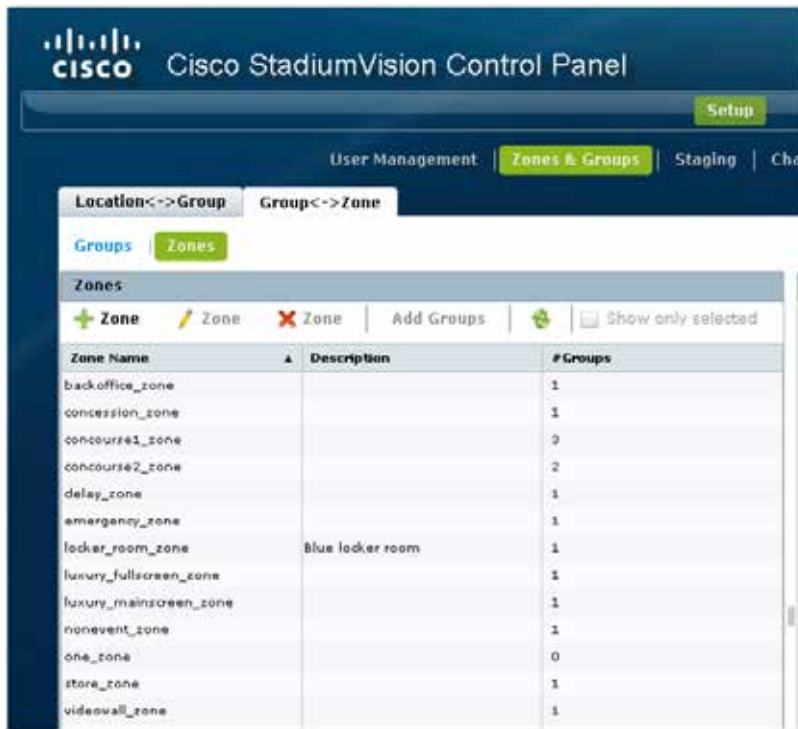 CISCO Cisco StadiumVision Control Panel
Setup
User Management | Zones & Groups | Staging | Cha
Location<->Group Group<->Zone
Groups | Zones
Zones
Zone Zone Zone | Add Groups | Show only selected
Zone Name ▲ Description #Groups
backoffice_zone 1
concession_zone 1
concourse1_zone 3
concourse2_zone 2
delay_zone 1
emergency_zone 1
locker_room_zone Blue locker room 1
luxury_fullscreen_zone 1
luxury_mainscreen_zone 1
nonevent_zone 1
one_zone 0
store_zone 1
videowall_zone 1